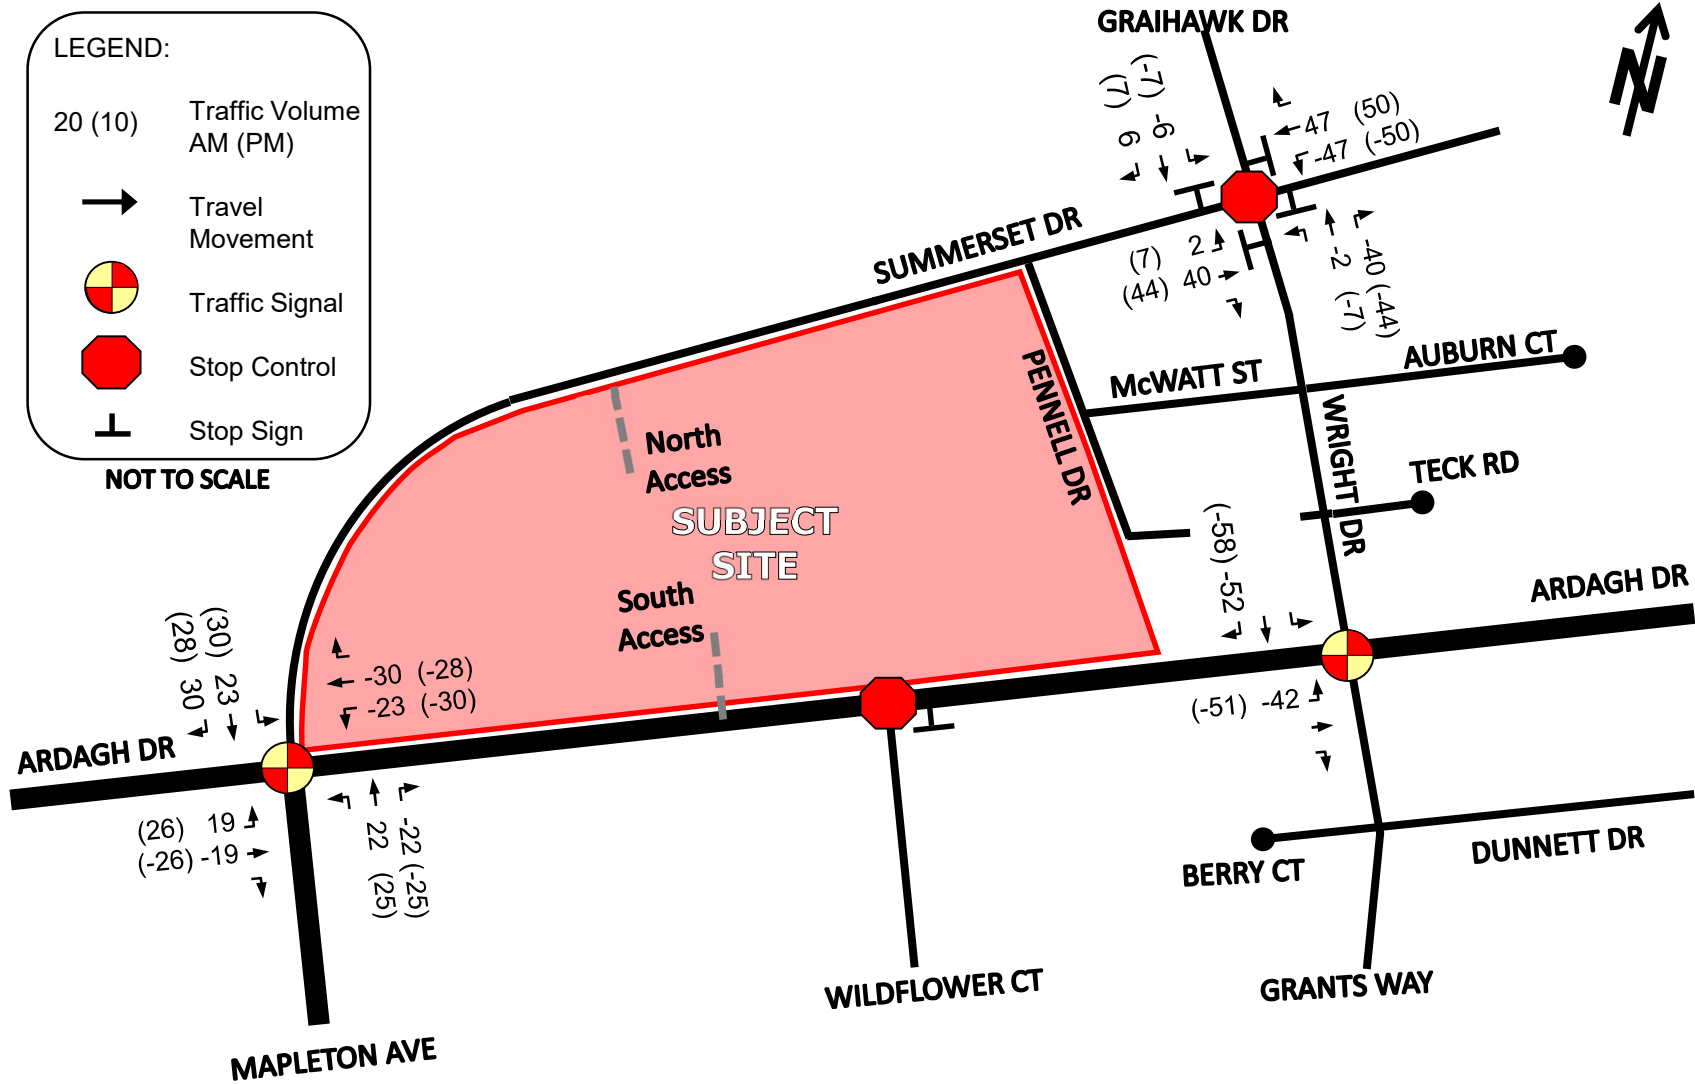 GRAIHAWK DR
LEGEND:
20 (10)
Traffic Volume
AM (PM)
Travel
Movement
Traffic Signal
Stop Control
Stop Sign
NOT TO SCALE
N
(-7) -6
(7) 6
47 (50)
-47 (-50)
SUMMERSET DR
(7) 2
(44) 40
-2 (-7)
-40 (-44)
PENNELL DR
McWATT ST
AUBURN CT
WRIGHT DR
TECK RD
North
Access
SUBJECT
SITE
South
Access
(-58) -52
ARDAGH DR
(30) 23
(28) 30
-30 (-28)
-23 (-30)
(-51) -42
ARDAGH DR
(26) 19
(-26) -19
22 (25)
-22 (-25)
BERRY CT
DUNNETT DR
WILDFLOWER CT
GRANTS WAY
MAPLETON AVE